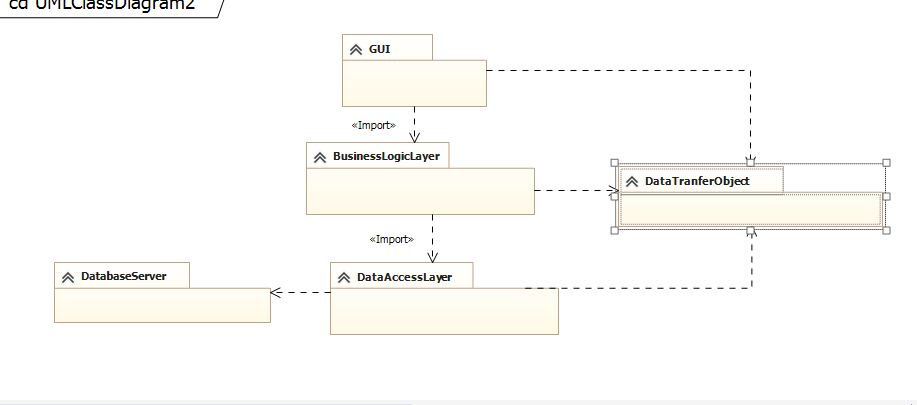 cd UMLClassDiagram2
GUI
«Import»
BusinessLogicLayer
DataTranferObject
«Import»
DatabaseServer
DataAccessLayer